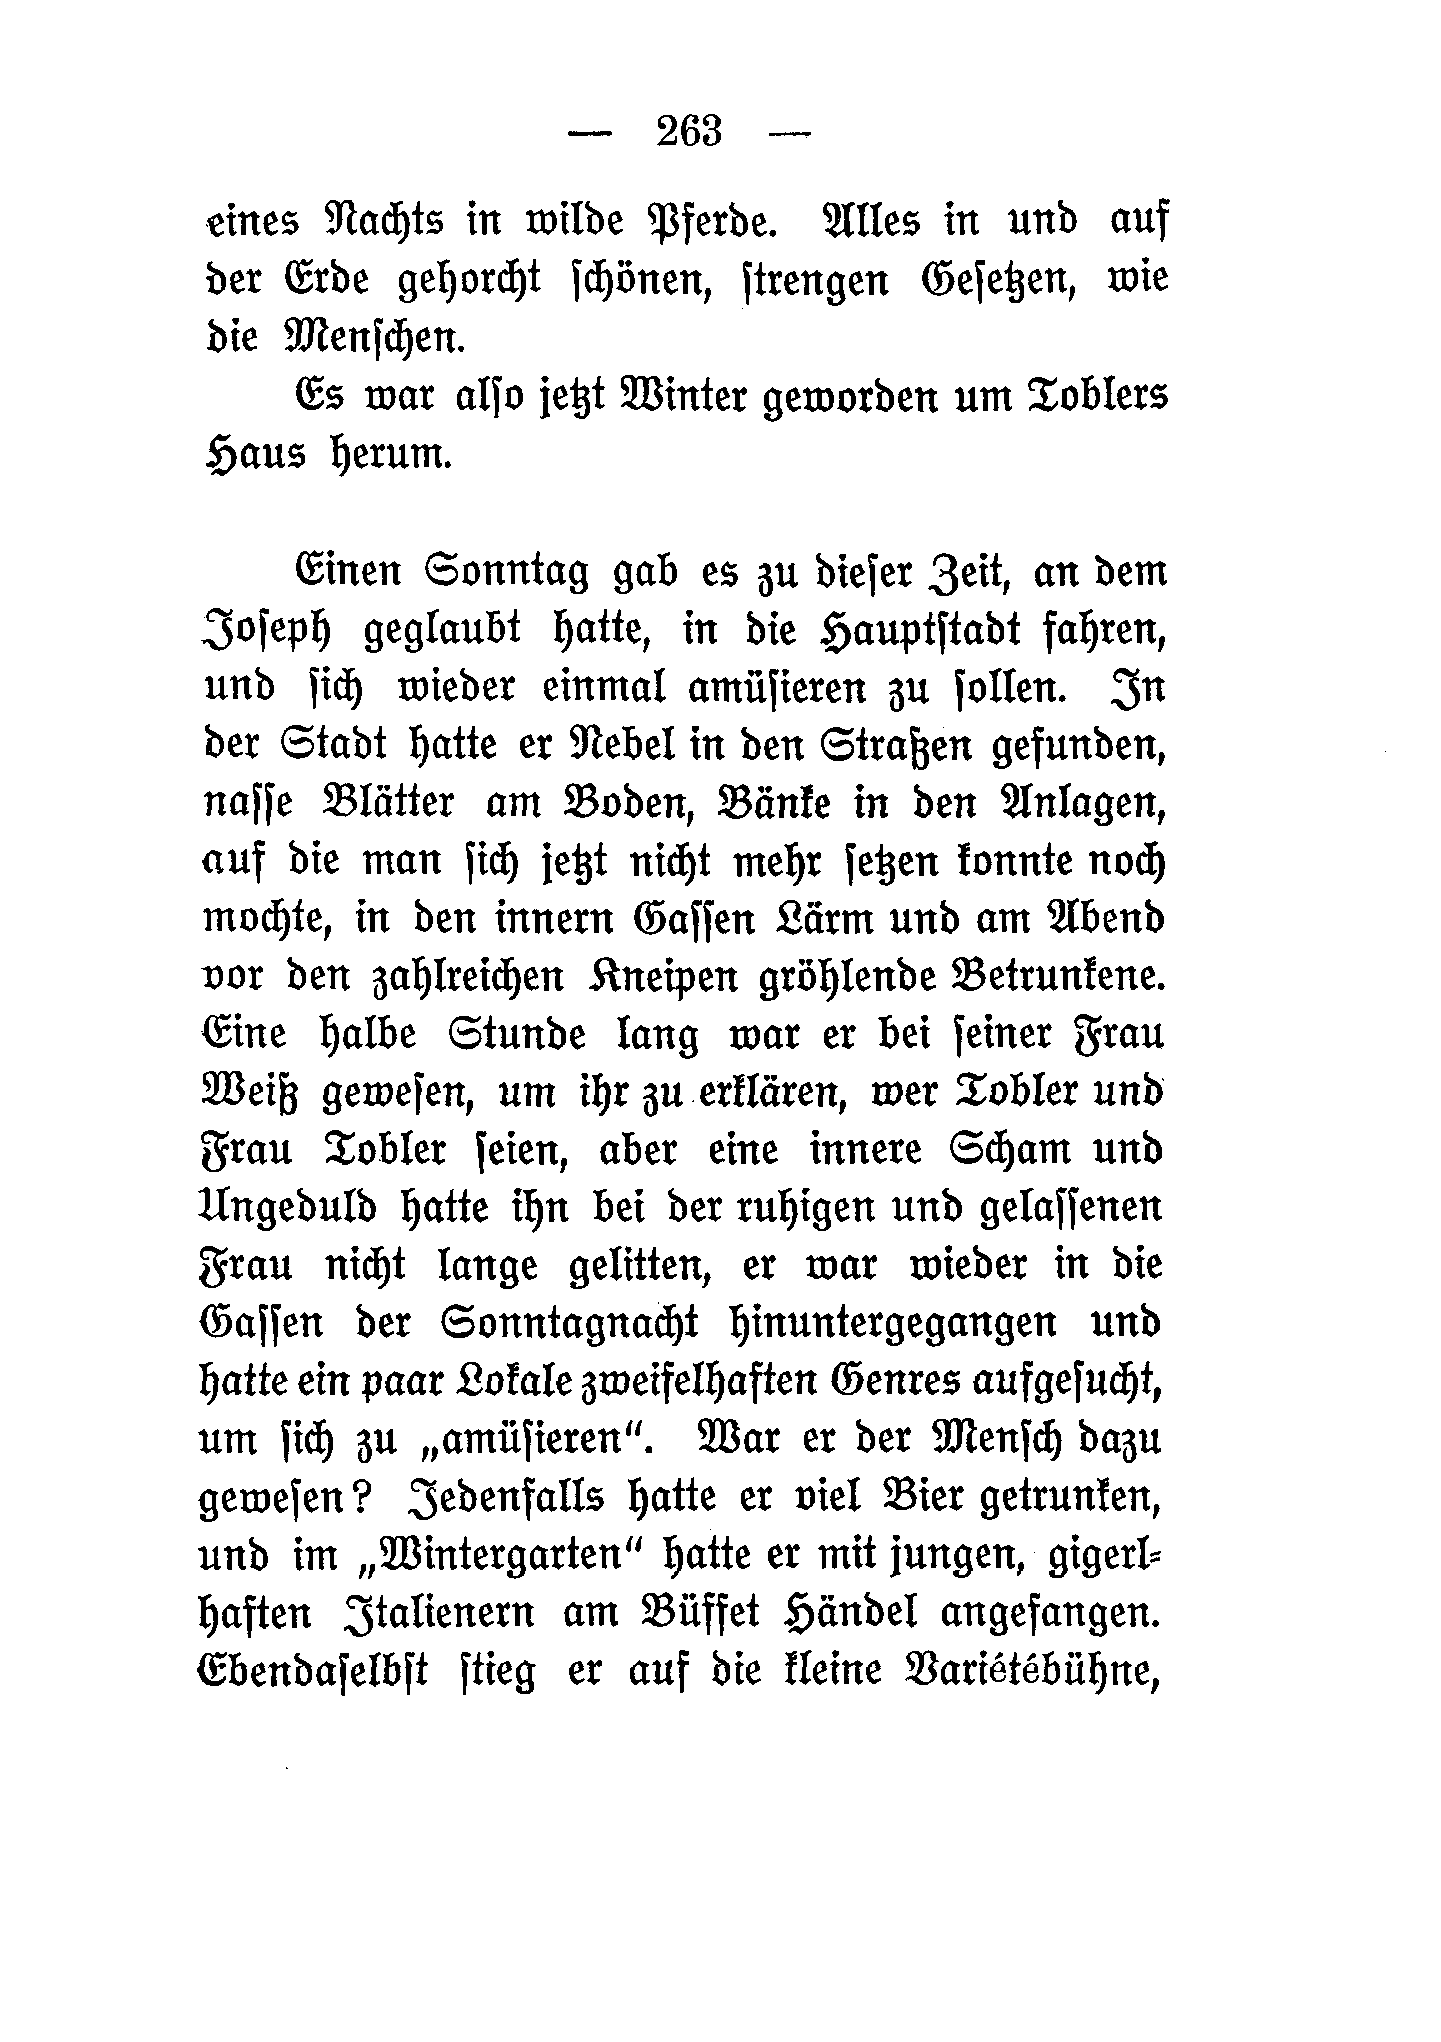 — 263 —
eines Nachts in wilde Pferde. Alles in und auf
der Erde gehorcht schönen, strengen Gesetzen, wie
die Menschen.
Es war also jetzt Winter geworden um Toblers
Haus herum.
Einen Sonntag gab es zu dieser Zeit, an dem
Joseph geglaubt hatte, in die Hauptstadt fahren,
und sich wieder einmal amüsieren zu sollen. In
der Stadt hatte er Nebel in den Straßen gefunden,
nasse Blätter am Boden, Bänke in den Anlagen,
auf die man sich jetzt nicht mehr setzen konnte noch
mochte, in den innern Gassen Lärm und am Abend
vor den zahlreichen Kneipen gröhlende Betrunkene.
Eine halbe Stunde lang war er bei seiner Frau
Weiß gewesen, um ihr zu erklären, wer Tobler und
Frau Tobler seien, aber eine innere Scham und
Ungeduld hatte ihn bei der ruhigen und gelassenen
Frau nicht lange gelitten, er war wieder in die
Gassen der Sonntagnacht hinuntergegangen und
hatte ein paar Lokale zweifelhaften Genres aufgesucht,
um sich zu „amüsieren“. War er der Mensch dazu
gewesen? Jedenfalls hatte er viel Bier getrunken,
und im „Wintergarten“ hatte er mit jungen, gigerl-
haften Italienern am Büffet Händel angefangen.
Ebendaselbst stieg er auf die kleine Variétébühne,